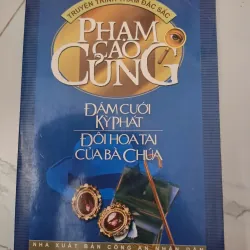 TRUYỆN TRINH THÁM ĐẶC SẮC
PHẠM
CAO
CỦNG
ĐÁM CƯỚI
KỲ PHÁT
ĐÔI HOA TAI
CỦA BÀ CHÚA
NHÀ XUẤT BẢN CÔNG AN NHÂN DÂN